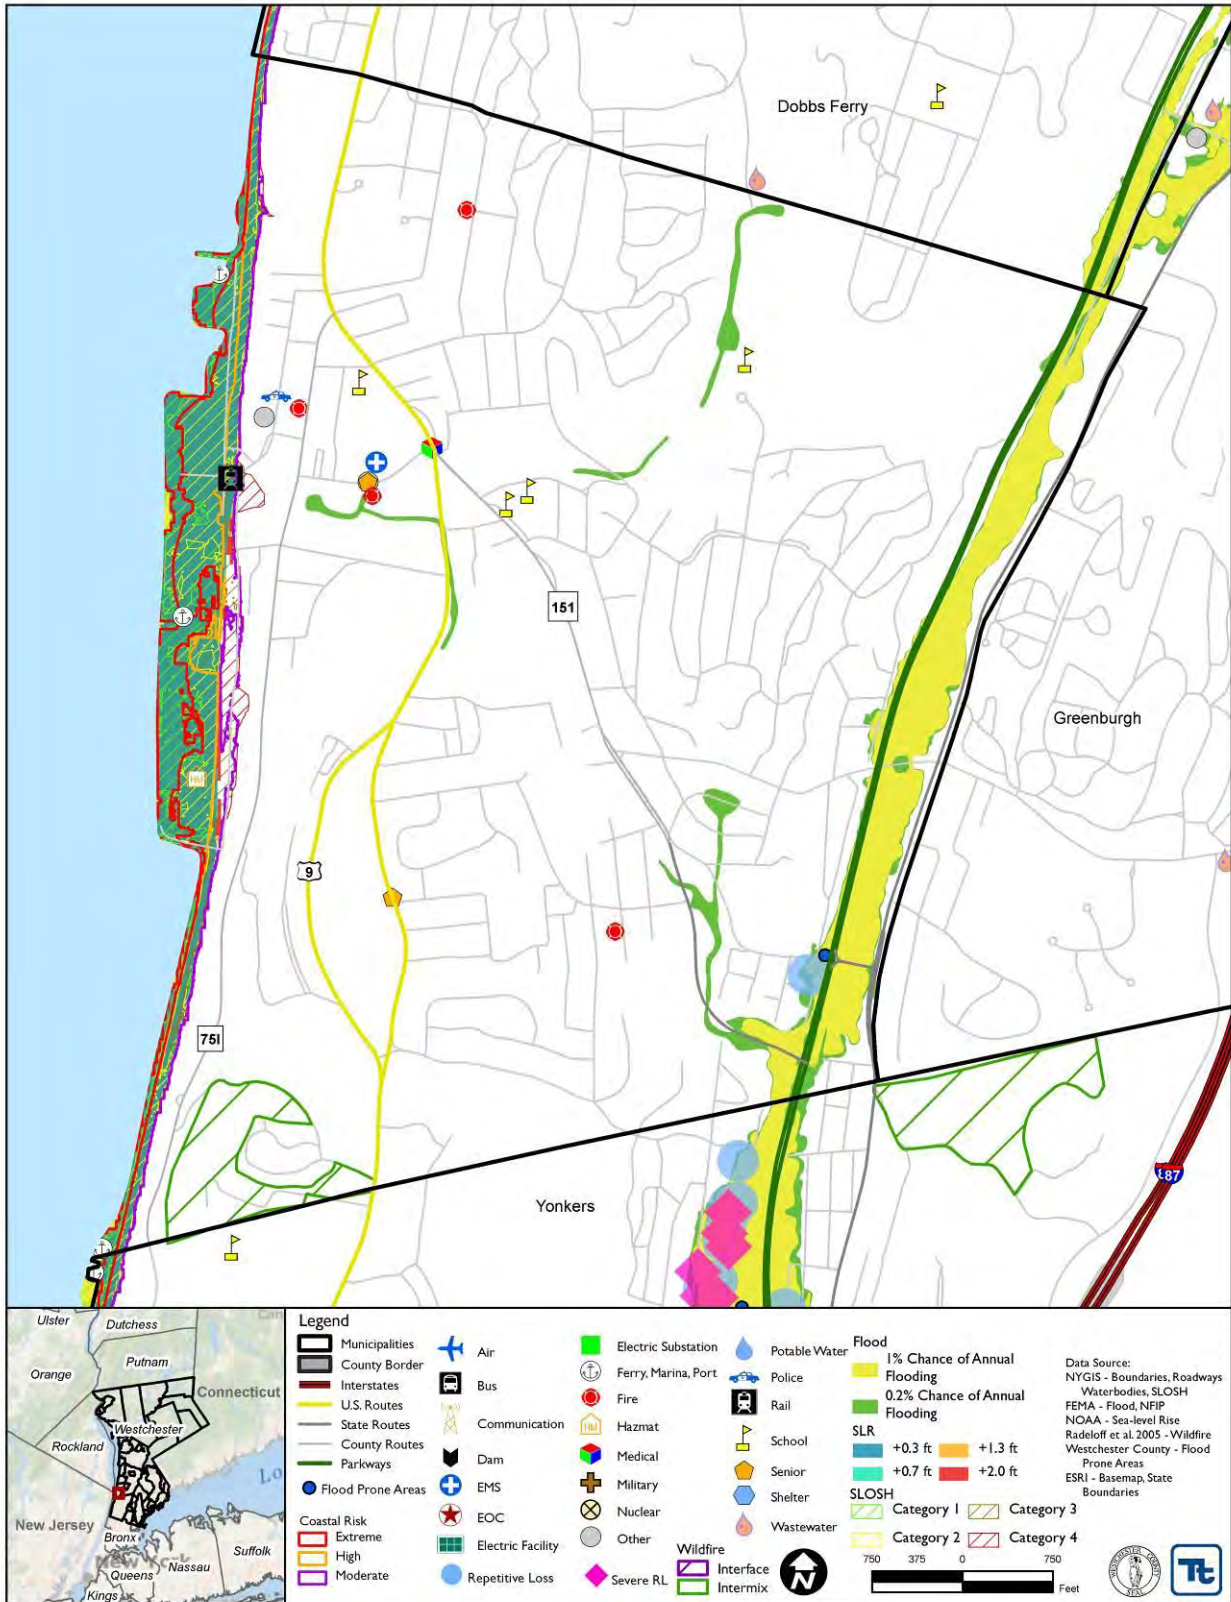 Dobbs Ferry
151
Greenburgh
9
75I
Yonkers
87
Ulster
Dutchess
Orange
Putnam
Connecticut
Westchester
Rockland
New Jersey
Bronx
New York
Queens
Nassau
Suffolk
Kings
Legend
Municipalities
County Border
Interstates
U.S. Routes
State Routes
County Routes
Parkways
Flood Prone Areas
Coastal Risk
Extreme
High
Moderate
Air
Bus
Communication
Dam
EMS
EOC
Electric Facility
Repetitive Loss
Electric Substation
Ferry, Marina, Port
Fire
HM
Hazmat
Medical
Military
Nuclear
Other
Severe RL
Potable Water
Police
Rail
School
Senior
Shelter
Wastewater
Wildfire
Interface
Intermix
Flood
1% Chance of Annual
Flooding
0.2% Chance of Annual
Flooding
SLR
+0.3 ft
+1.3 ft
+0.7 ft
+2.0 ft
SLOSH
Category 1
Category 3
Category 2
Category 4
Data Source:
NYGIS - Boundaries, Roadways
Waterbodies, SLOSH
FEMA - Flood, NFIP
NOAA - Sea-level Rise
Radeloff et al. 2005 - Wildfire
Westchester County - Flood
Prone Areas
ESRI - Basemap, State
Boundaries
N
750 375 0 750
Feet
WESTCHESTER COUNTY
SEAL
Tt